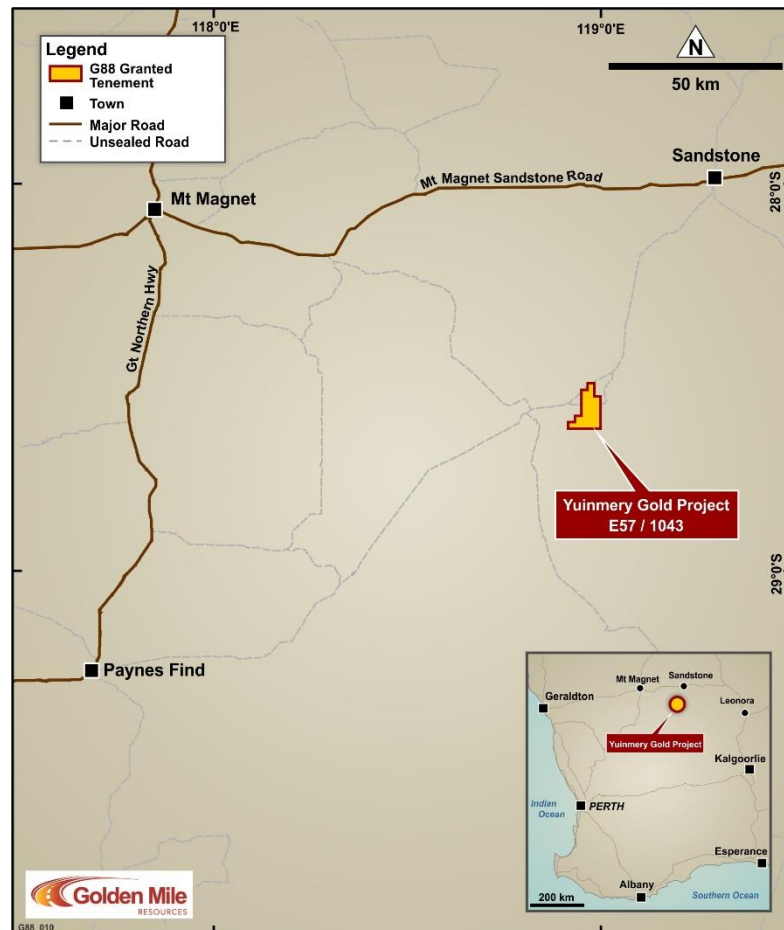 118°0'E
119°0'E
Legend
G88 Granted
Tenement
Town
Major Road
Unsealed Road
N
50 km
Sandstone
Mt Magnet Sandstone Road
28°0'S
Mt Magnet
Gt Northern Hwy
Yuinmery Gold Project
E57 / 1043
29°0'S
Paynes Find
Mt Magnet
Sandstone
Geraldton
Leonora
Yuinmery Gold Project
Kalgoorlie
Indian
Ocean
PERTH
Esperance
Albany
200 km
Southern Ocean
Golden Mile
RESOURCES
G88_010